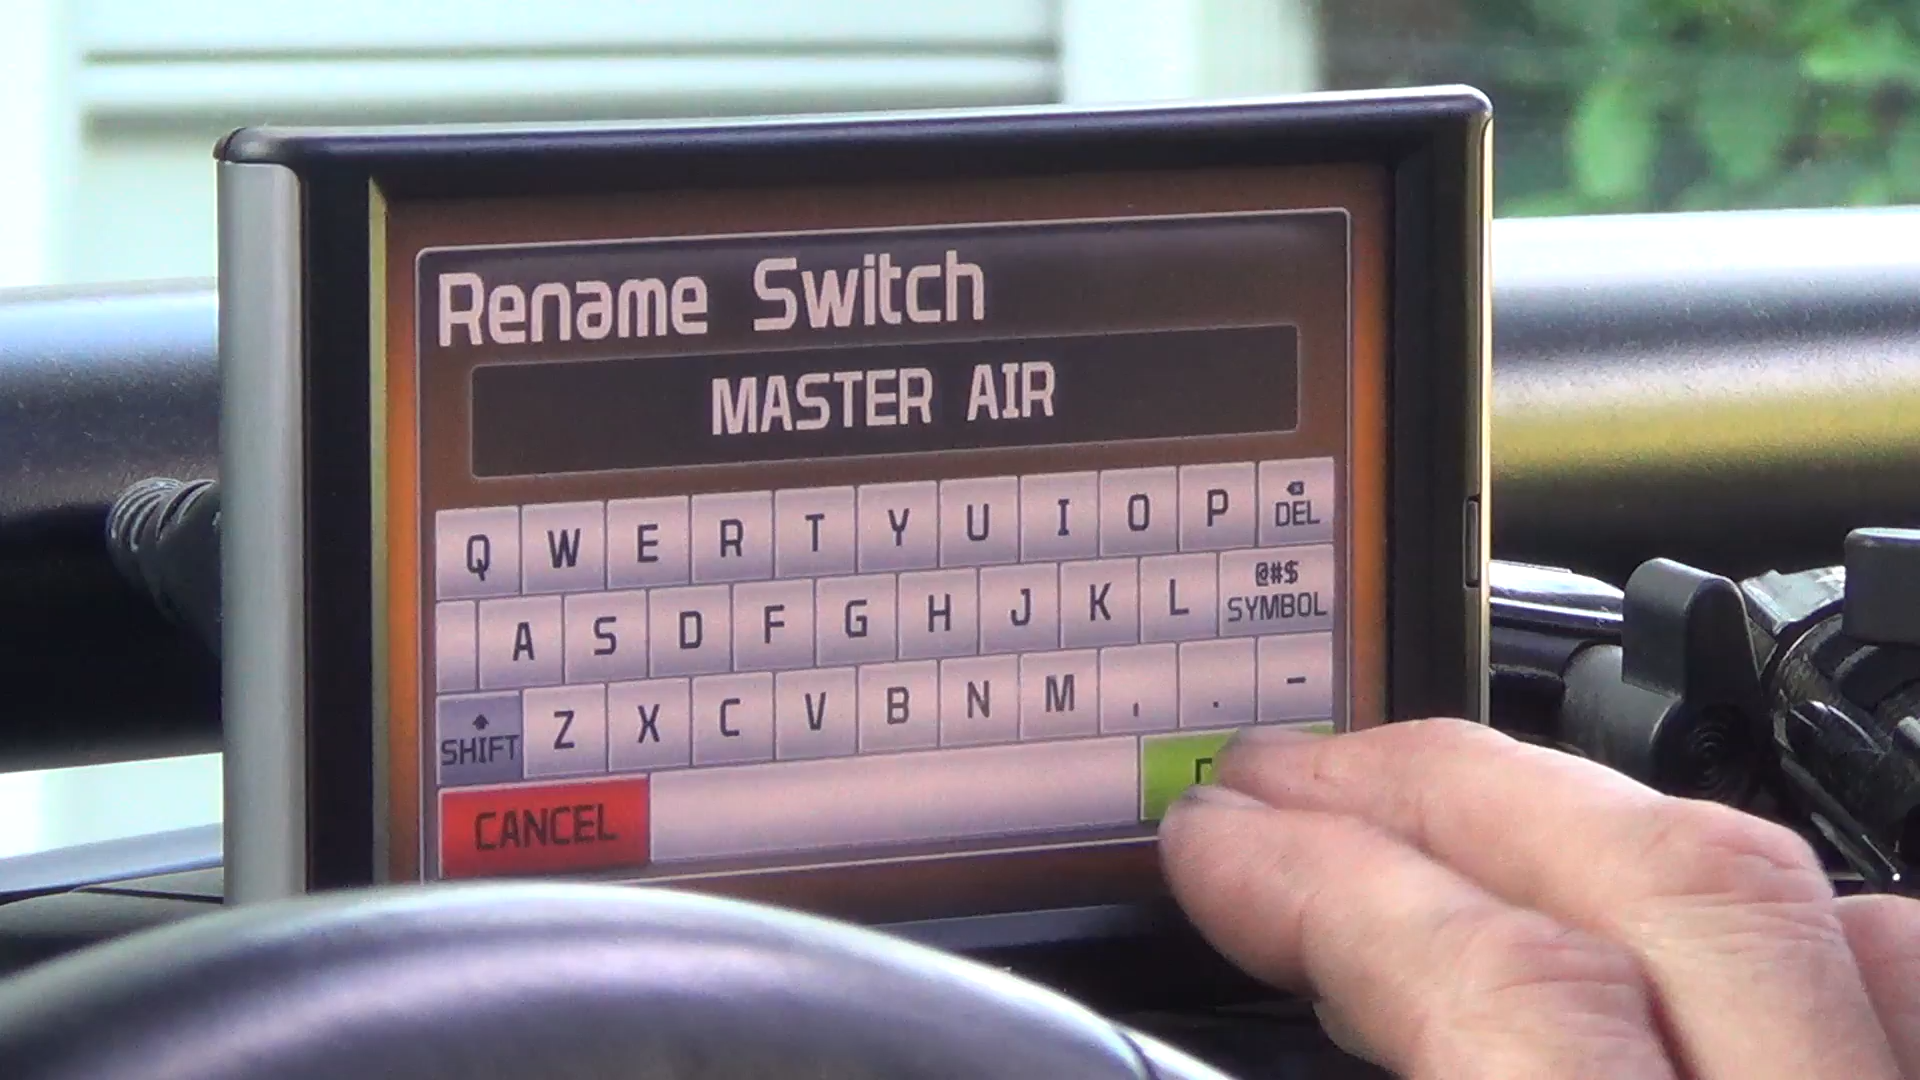 Rename Switch
MASTER AIR
Q W E R T Y U I O P DEL
@#$
A S D F G H J K L SYMBOL
SHIFT Z X C V B N M , . -
CANCEL